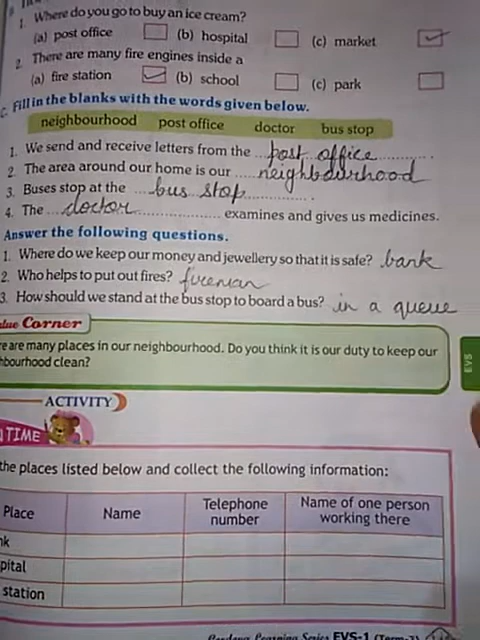 1. Where do you go to buy an ice cream?
(a) post office (b) hospital (c) market
2. There are many fire engines inside a
(a) fire station (b) school (c) park
C. Fill in the blanks with the words given below.
neighbourhood post office doctor bus stop
1. We send and receive letters from the ... post office ............
2. The area around our home is our ...... neighbourhood
3. Buses stop at the ... bus stop ................
4. The ... doctor ..................... examines and gives us medicines.
Answer the following questions.
1. Where do we keep our money and jewellery so that it is safe? bank
2. Who helps to put out fires? fireman
3. How should we stand at the bus stop to board a bus? in a queue
lue Corner
re are many places in our neighbourhood. Do you think it is our duty to keep our
hbourhood clean?
EVS
ACTIVITY
TIME
the places listed below and collect the following information:
Place Name Telephone number Name of one person working there
nk
pital
station
Learning Series EVS-1 (Term-